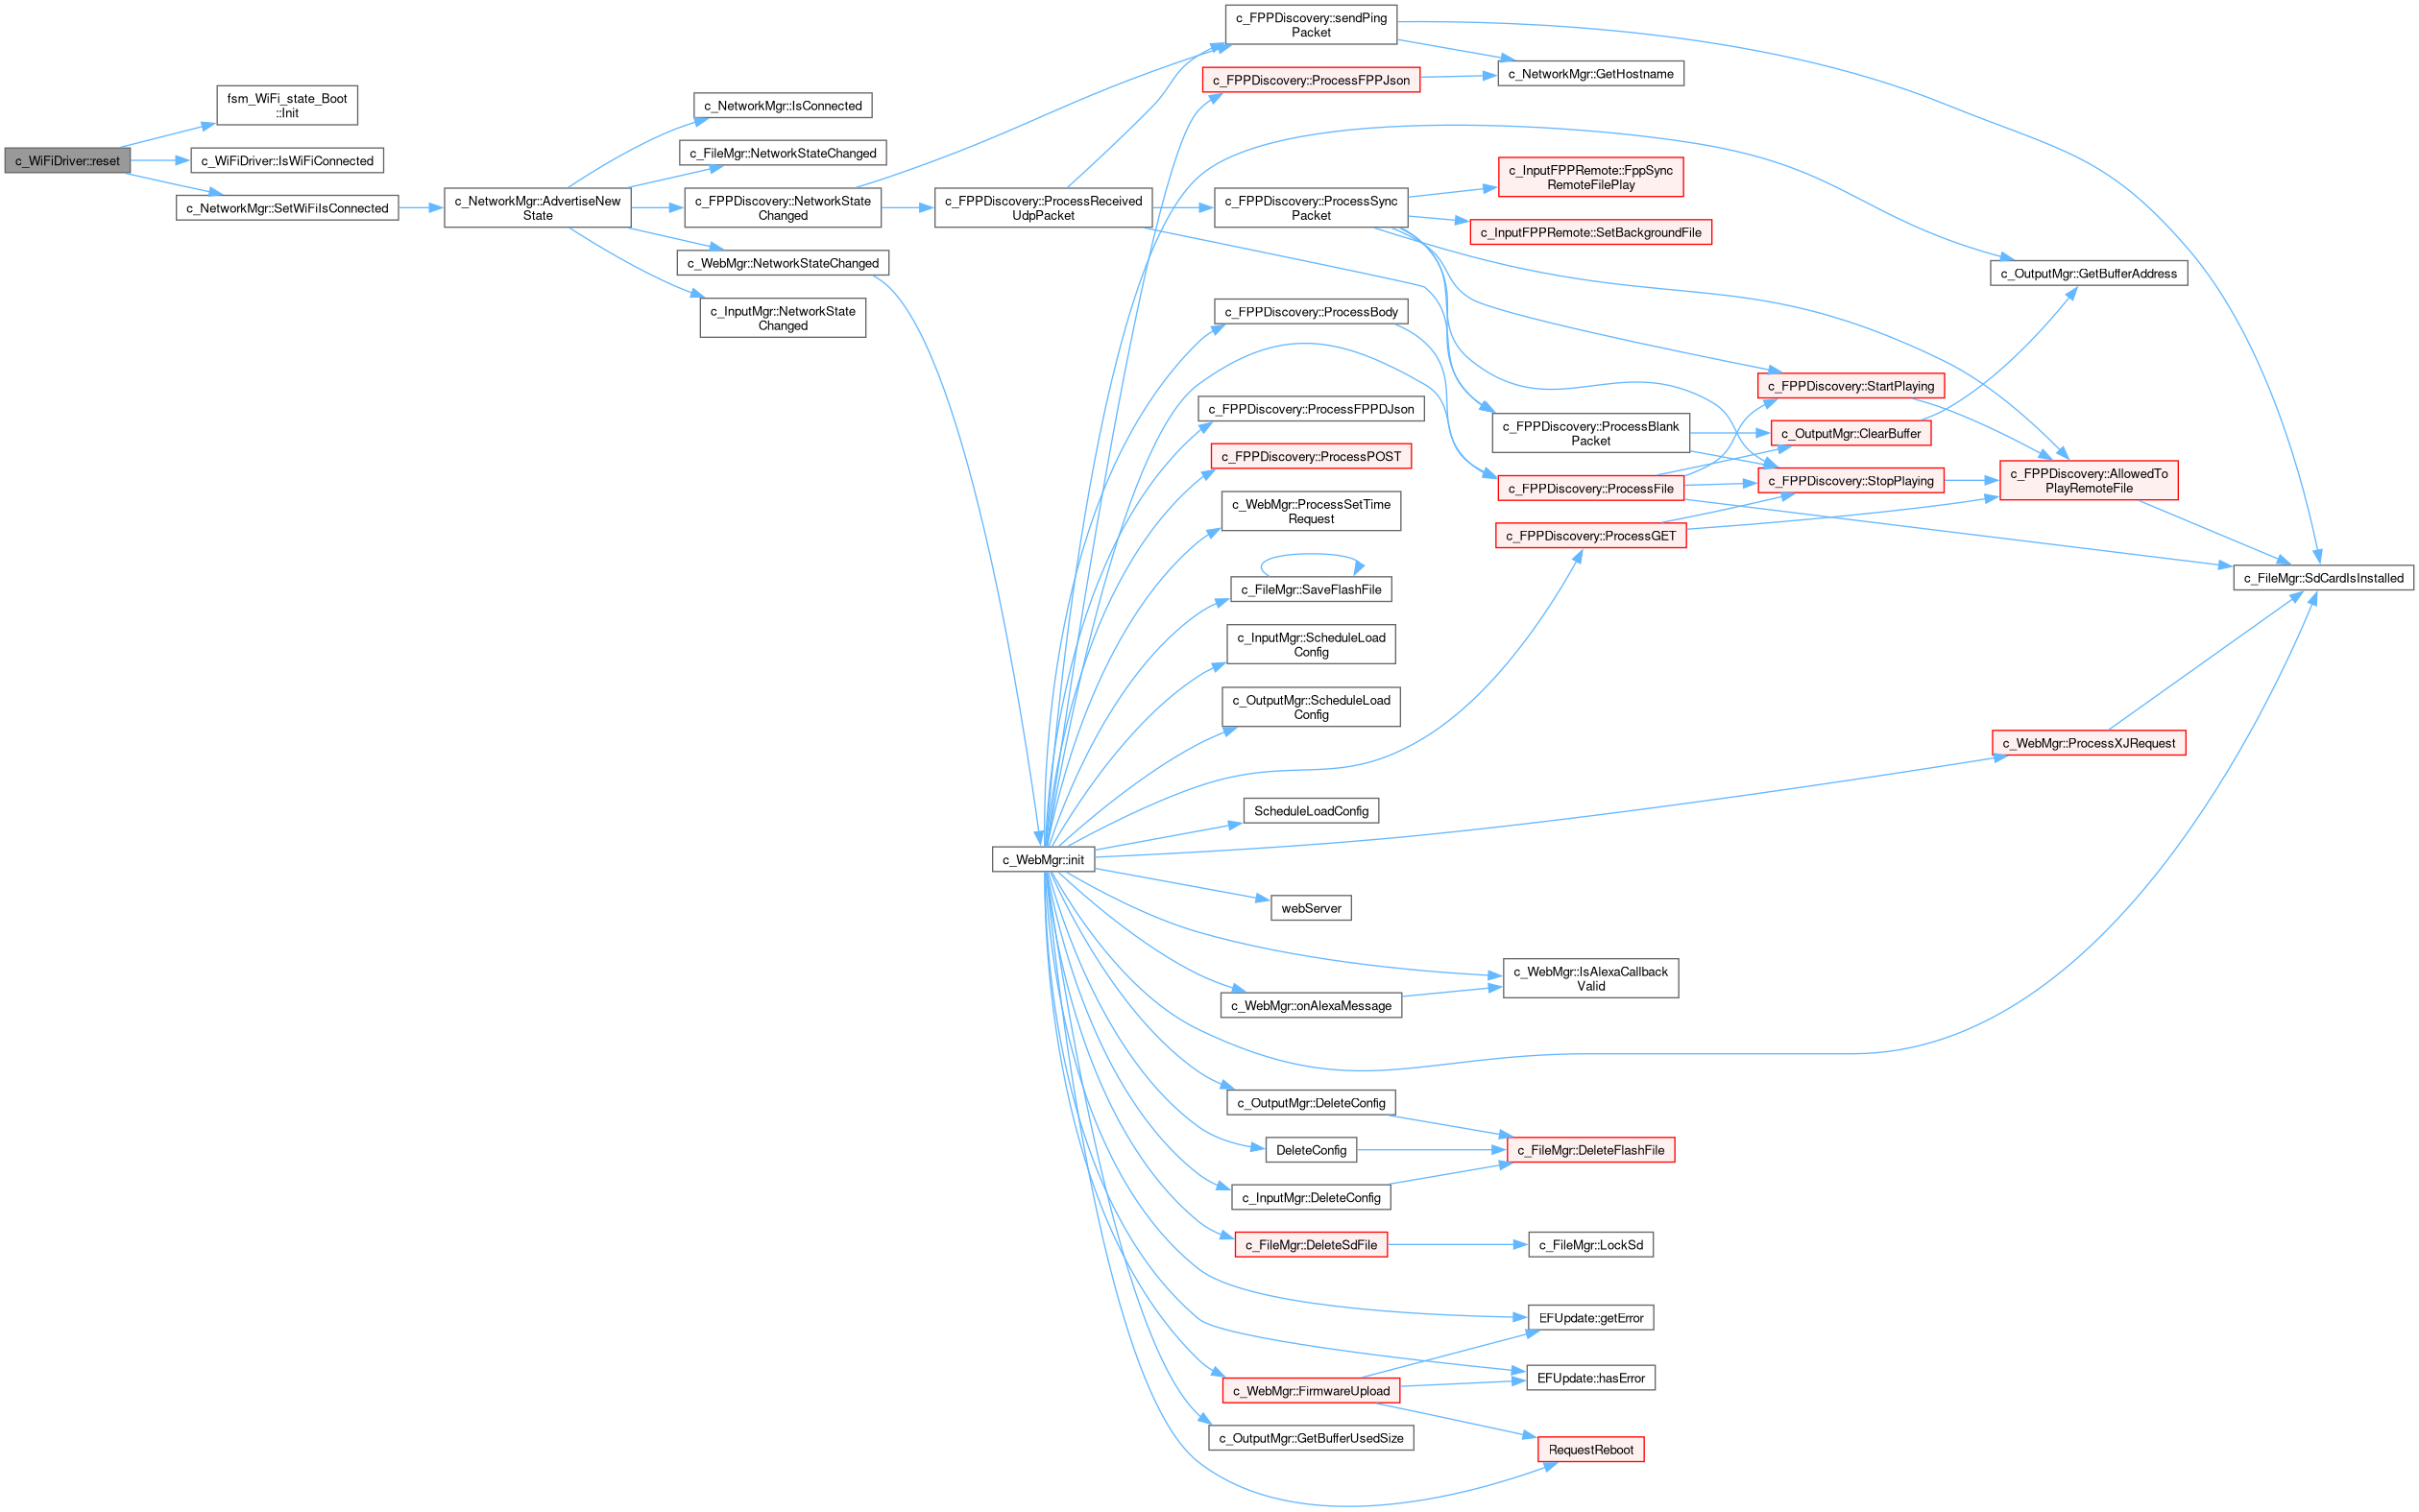 c_WiFiDriver::reset
fsm_WiFi_state_Boot
::Init
c_WiFiDriver::IsWiFiConnected
c_NetworkMgr::SetWiFiIsConnected
c_NetworkMgr::AdvertiseNew
State
c_NetworkMgr::IsConnected
c_FileMgr::NetworkStateChanged
c_FPPDiscovery::NetworkState
Changed
c_WebMgr::NetworkStateChanged
c_InputMgr::NetworkState
Changed
c_FPPDiscovery::ProcessReceived
UdpPacket
c_WebMgr::init
c_FPPDiscovery::sendPing
Packet
c_FPPDiscovery::ProcessFPPJson
c_FPPDiscovery::ProcessSync
Packet
c_FPPDiscovery::ProcessBody
c_FPPDiscovery::ProcessFPPDJson
c_FPPDiscovery::ProcessPOST
c_WebMgr::ProcessSetTime
Request
c_FileMgr::SaveFlashFile
c_InputMgr::ScheduleLoad
Config
c_OutputMgr::ScheduleLoad
Config
ScheduleLoadConfig
webServer
c_WebMgr::onAlexaMessage
c_OutputMgr::DeleteConfig
DeleteConfig
c_InputMgr::DeleteConfig
c_FileMgr::DeleteSdFile
c_WebMgr::FirmwareUpload
c_OutputMgr::GetBufferUsedSize
c_NetworkMgr::GetHostname
c_InputFPPRemote::FppSync
RemoteFilePlay
c_InputFPPRemote::SetBackgroundFile
c_FPPDiscovery::ProcessBlank
Packet
c_FPPDiscovery::ProcessFile
c_FPPDiscovery::ProcessGET
c_WebMgr::IsAlexaCallback
Valid
c_FileMgr::DeleteFlashFile
c_FileMgr::LockSd
EFUpdate::getError
EFUpdate::hasError
RequestReboot
c_FPPDiscovery::StartPlaying
c_OutputMgr::ClearBuffer
c_FPPDiscovery::StopPlaying
c_OutputMgr::GetBufferAddress
c_FPPDiscovery::AllowedTo
PlayRemoteFile
c_WebMgr::ProcessXJRequest
c_FileMgr::SdCardIsInstalled